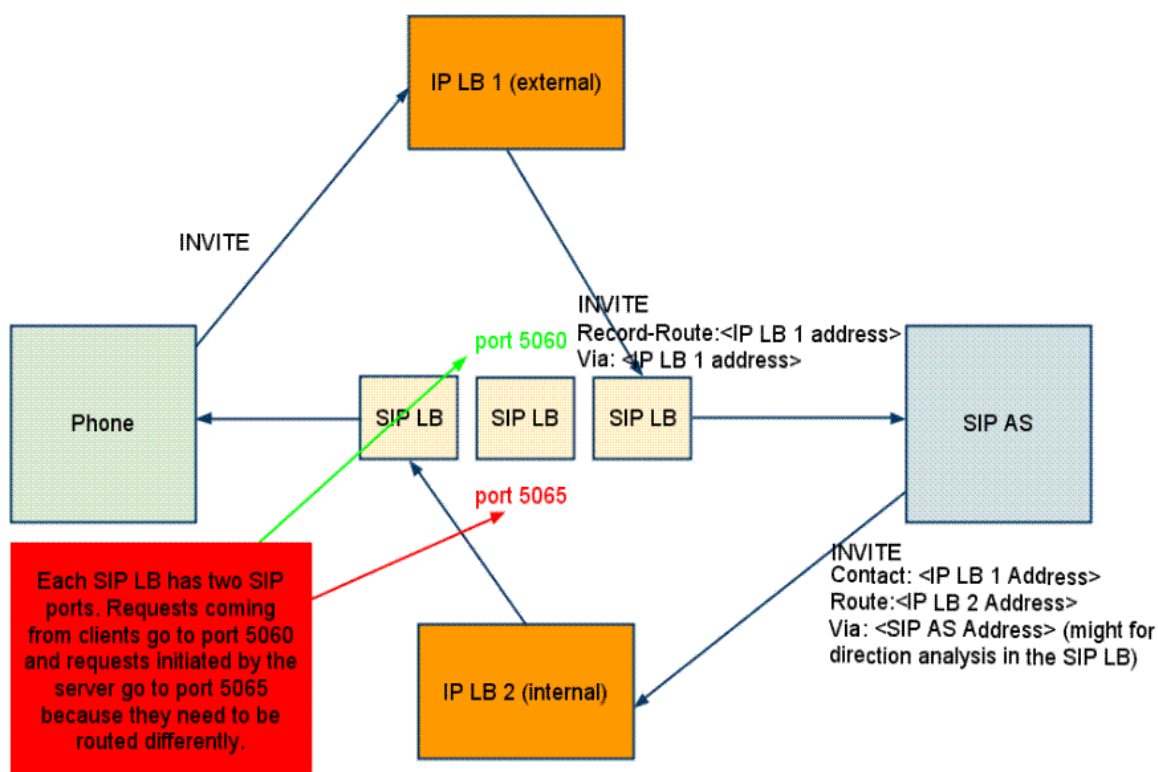 IP LB 1 (external)
INVITE
INVITE
Record-Route:<IP LB 1 address>
Via: <IP LB 1 address>
port 5060
Phone
SIP LB
SIP LB
SIP LB
SIP AS
port 5065
Each SIP LB has two SIP
ports. Requests coming
from clients go to port 5060
and requests initiated by the
server go to port 5065
because they need to be
routed differently.
IP LB 2 (internal)
INVITE
Contact: <IP LB 1 Address>
Route:<IP LB 2 Address>
Via: <SIP AS Address> (might for
direction analysis in the SIP LB)